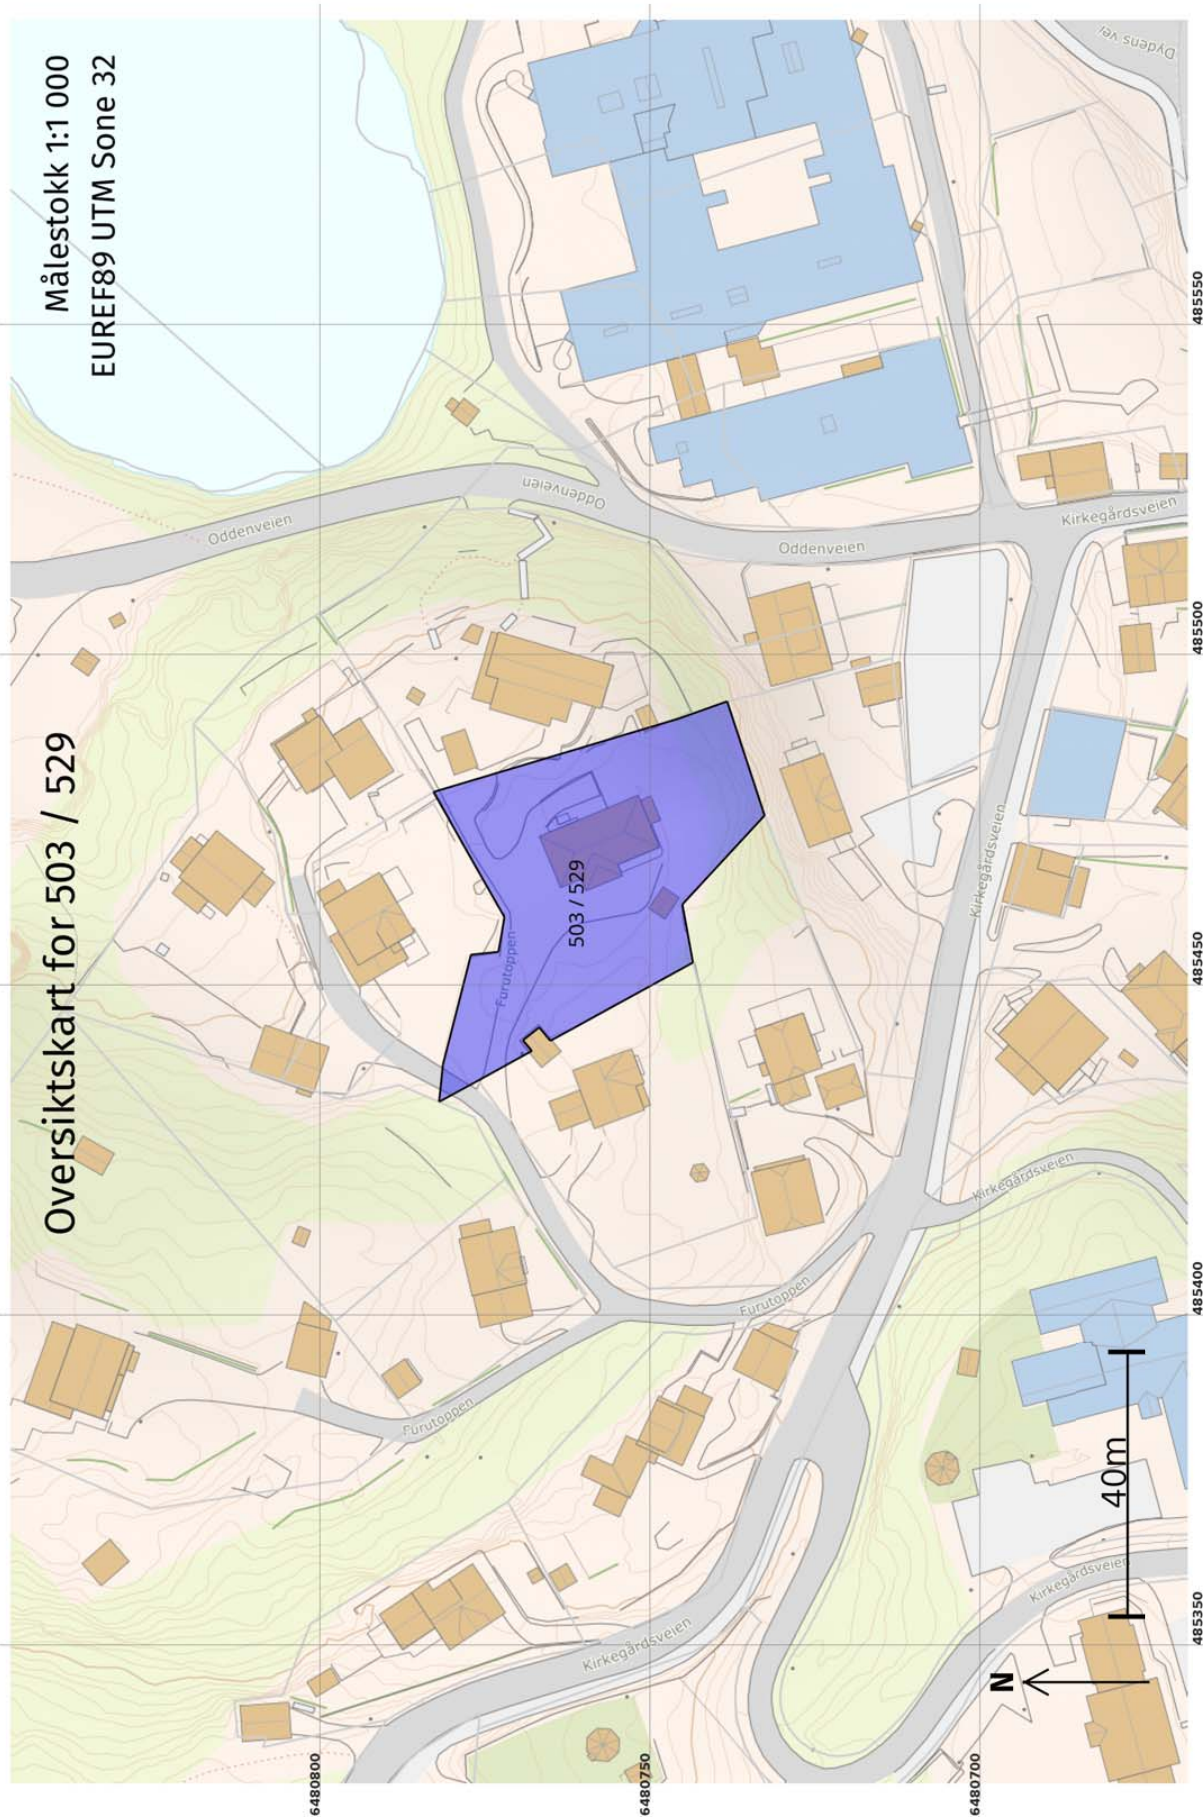 Oversiktskart for 503 / 529
Målestokk 1:1 000
EUREF89 UTM Sone 32
Dydens vei
Oddenveien
Oddenveien
Oddenveien
Kirkegårdsveien
Furutoppen
503 / 529
Kirkegårdsveien
Kirkegårdsveien
Furutoppen
Furutoppen
Kirkegårdsveien
Kirkegårdsveien
40m
N
6480800
6480750
6480700
485350
485400
485450
485500
485550